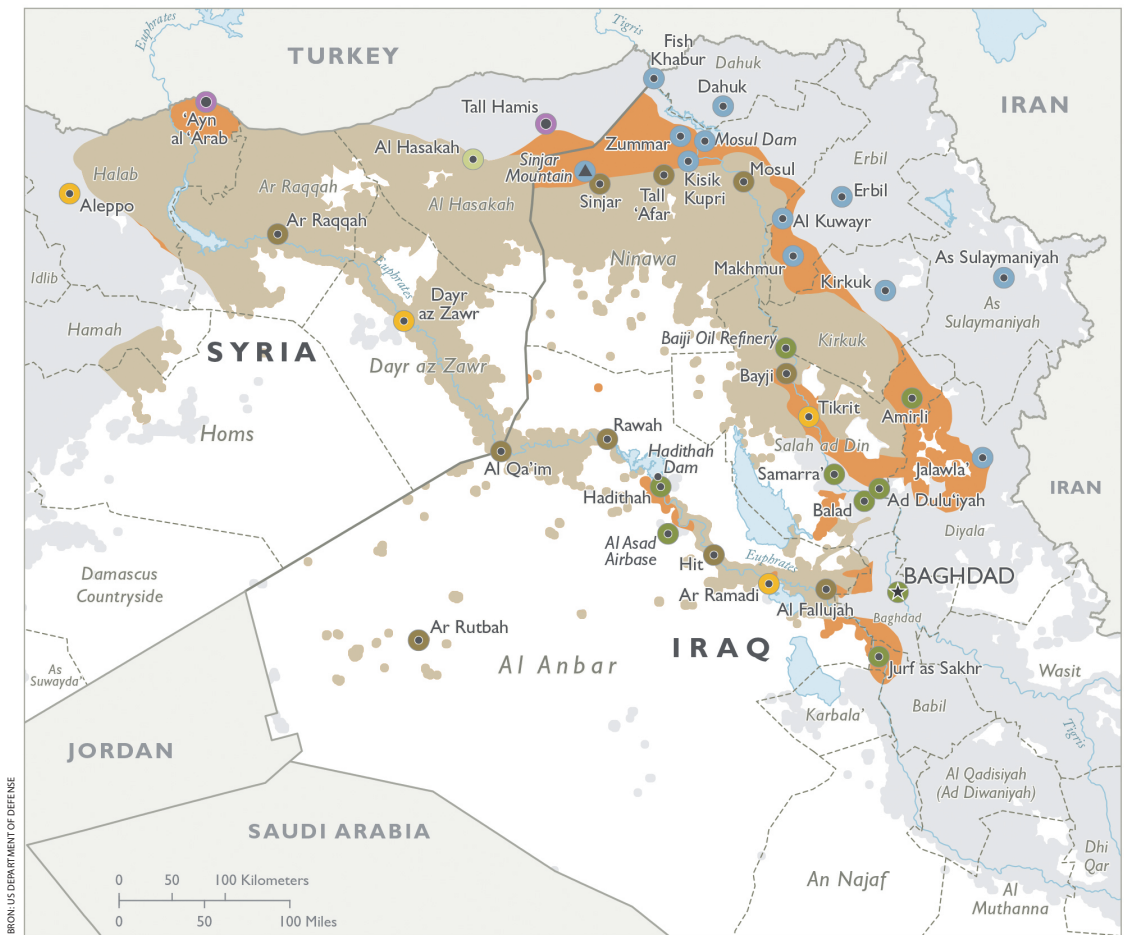 Euphrates
TURKEY
Tigris
Fish
Khabur
Dahuk
Dahuk
IRAN
'Ayn
al 'Arab
Tall Hamis
Zummar
Mosul Dam
Al Hasakah
Sinjar
Mountain
Mosul
Erbil
Halab
Ar Raqqah
Al Hasakah
Sinjar
Tall
'Afar
Kisik
Kupri
Erbil
Aleppo
Ar Raqqah
Al Kuwayr
Ninawa
Makhmur
As Sulaymaniyah
Idlib
Euphrates
Kirkuk
Dayr
az Zawr
As
Sulaymaniyah
Hamah
SYRIA
Baiji Oil Refinery
Kirkuk
Dayr az Zawr
Bayji
Tikrit
Amirli
Homs
Rawah
Salah ad Din
Hadithah
Dam
Al Qa'im
Samarra'
Jalawla'
IRAN
Hadithah
Balad
Ad Dulu'iyah
Al Asad
Airbase
Diyala
Hit
Euphrates
Damascus
Countryside
Ar Ramadi
BAGHDAD
Al Fallujah
Baghdad
Ar Rutbah
IRAQ
Al Anbar
As
Suwayda'
Jurf as Sakhr
Wasit
Karbala'
Babil
Tigris
JORDAN
Al Qadisiyah
(Ad Diwaniyah)
SAUDI ARABIA
Dhi
Qar
An Najaf
Al
Muthanna
0 50 100 Kilometers
0 50 100 Miles
BRON: US DEPARTMENT OF DEFENSE